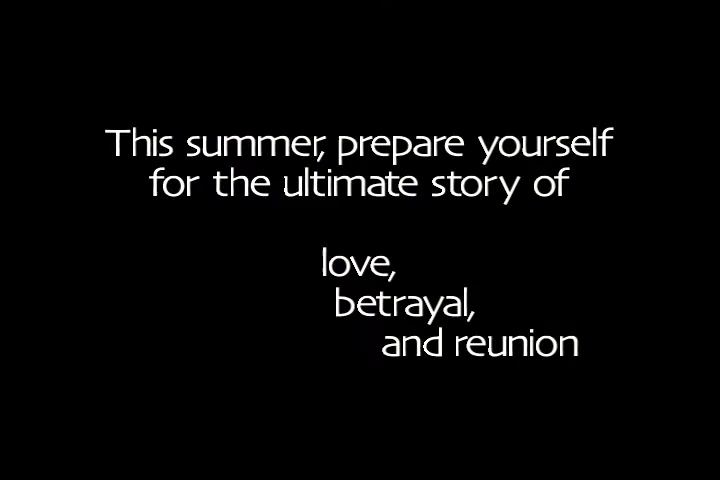 This summer, prepare yourself
for the ultimate story of
love,
betrayal,
and reunion